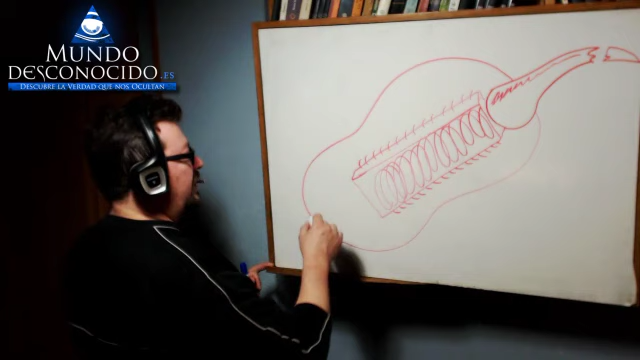 MUNDO
DESCONOCIDO.ES
DESCUBRE LA VERDAD QUE NOS OCULTAN